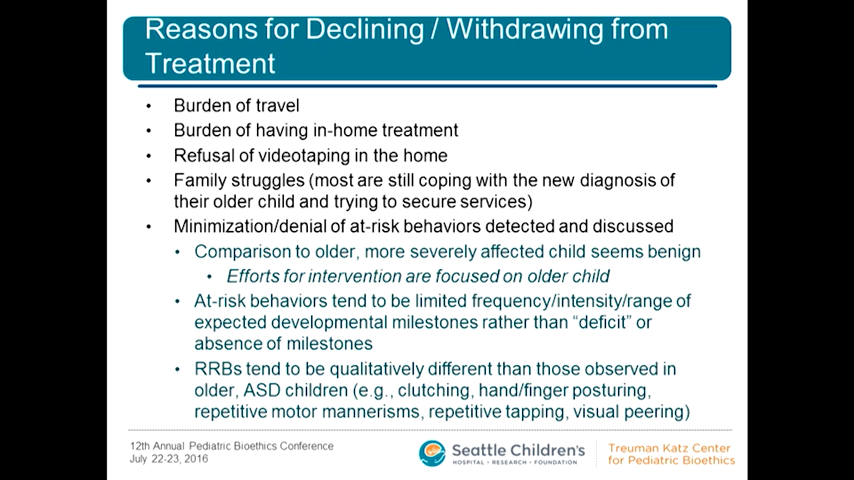 Reasons for Declining / Withdrawing from
Treatment
• Burden of travel
• Burden of having in-home treatment
• Refusal of videotaping in the home
• Family struggles (most are still coping with the new diagnosis of
their older child and trying to secure services)
• Minimization/denial of at-risk behaviors detected and discussed
• Comparison to older, more severely affected child seems benign
• Efforts for intervention are focused on older child
• At-risk behaviors tend to be limited frequency/intensity/range of
expected developmental milestones rather than “deficit” or
absence of milestones
• RRBs tend to be qualitatively different than those observed in
older, ASD children (e.g., clutching, hand/finger posturing,
repetitive motor mannerisms, repetitive tapping, visual peering)
12th Annual Pediatric Bioethics Conference
July 22-23, 2016
Seattle Children's
HOSPITAL • RESEARCH • FOUNDATION
Treuman Katz Center
for Pediatric Bioethics